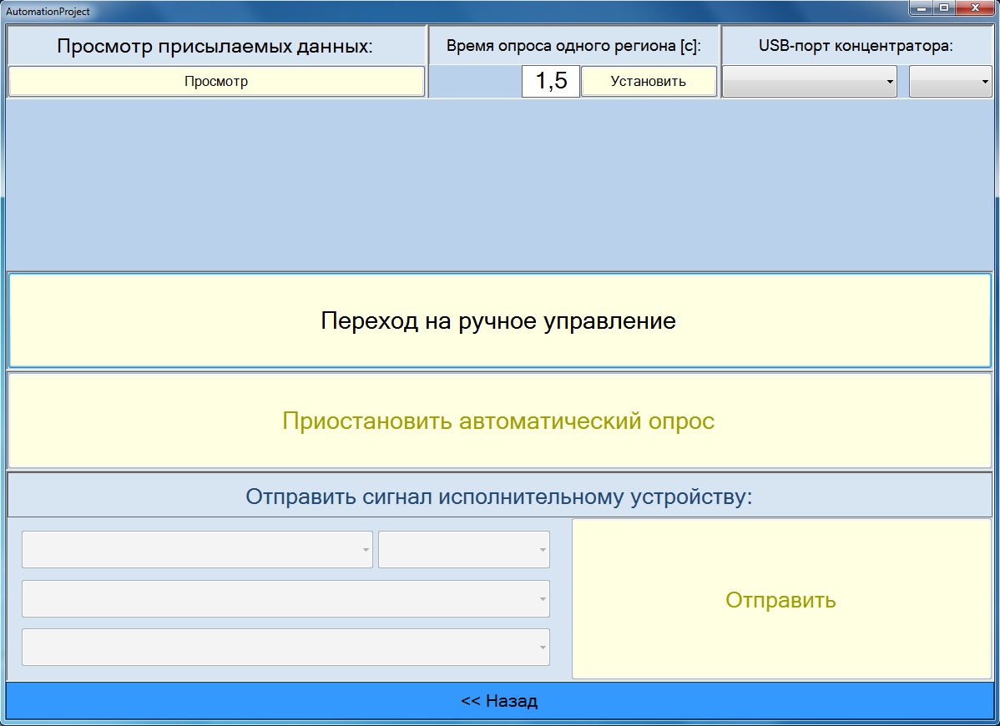 AutomationProject
Просмотр присылаемых данных:
Время опроса одного региона [с]:
USB-порт концентратора:
Просмотр
1,5
Установить
Переход на ручное управление
Приостановить автоматический опрос
Отправить сигнал исполнительному устройству:
Отправить
<< Назад